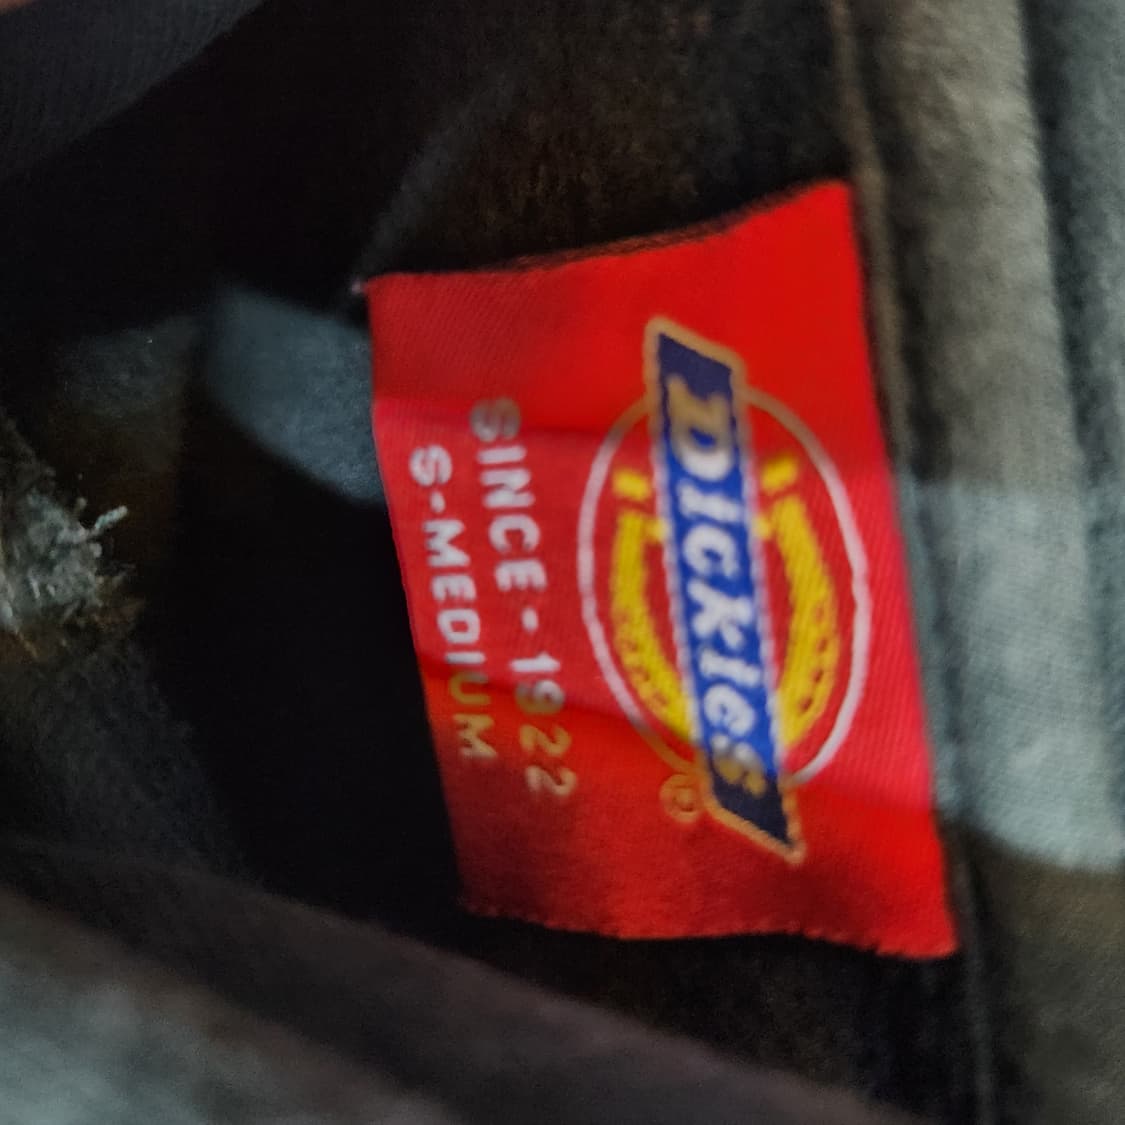 DICKIES
©
SINCE - 1922
S-MEDIUM